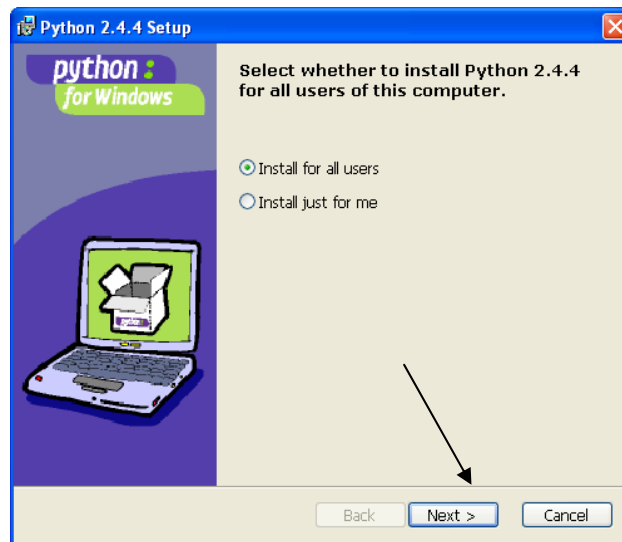 Python 2.4.4 Setup
python
for Windows
Select whether to install Python 2.4.4
for all users of this computer.
Install for all users
Install just for me
Back
Next >
Cancel